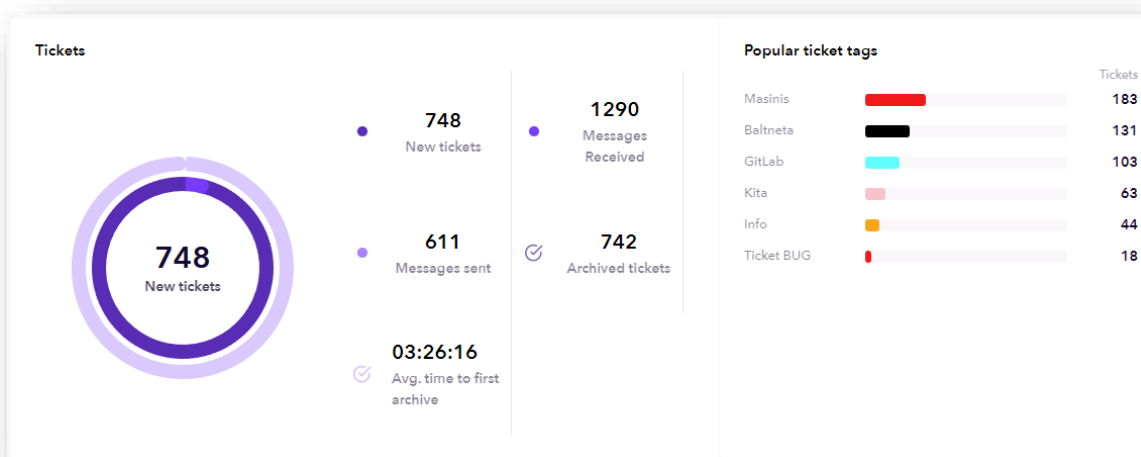 Tickets
748
New tickets
748
New tickets
1290
Messages
Received
611
Messages sent
742
Archived tickets
03:26:16
Avg. time to first
archive
Popular ticket tags
Tickets
Masinis 183
Baltneta 131
GitLab 103
Kita 63
Info 44
Ticket BUG 18